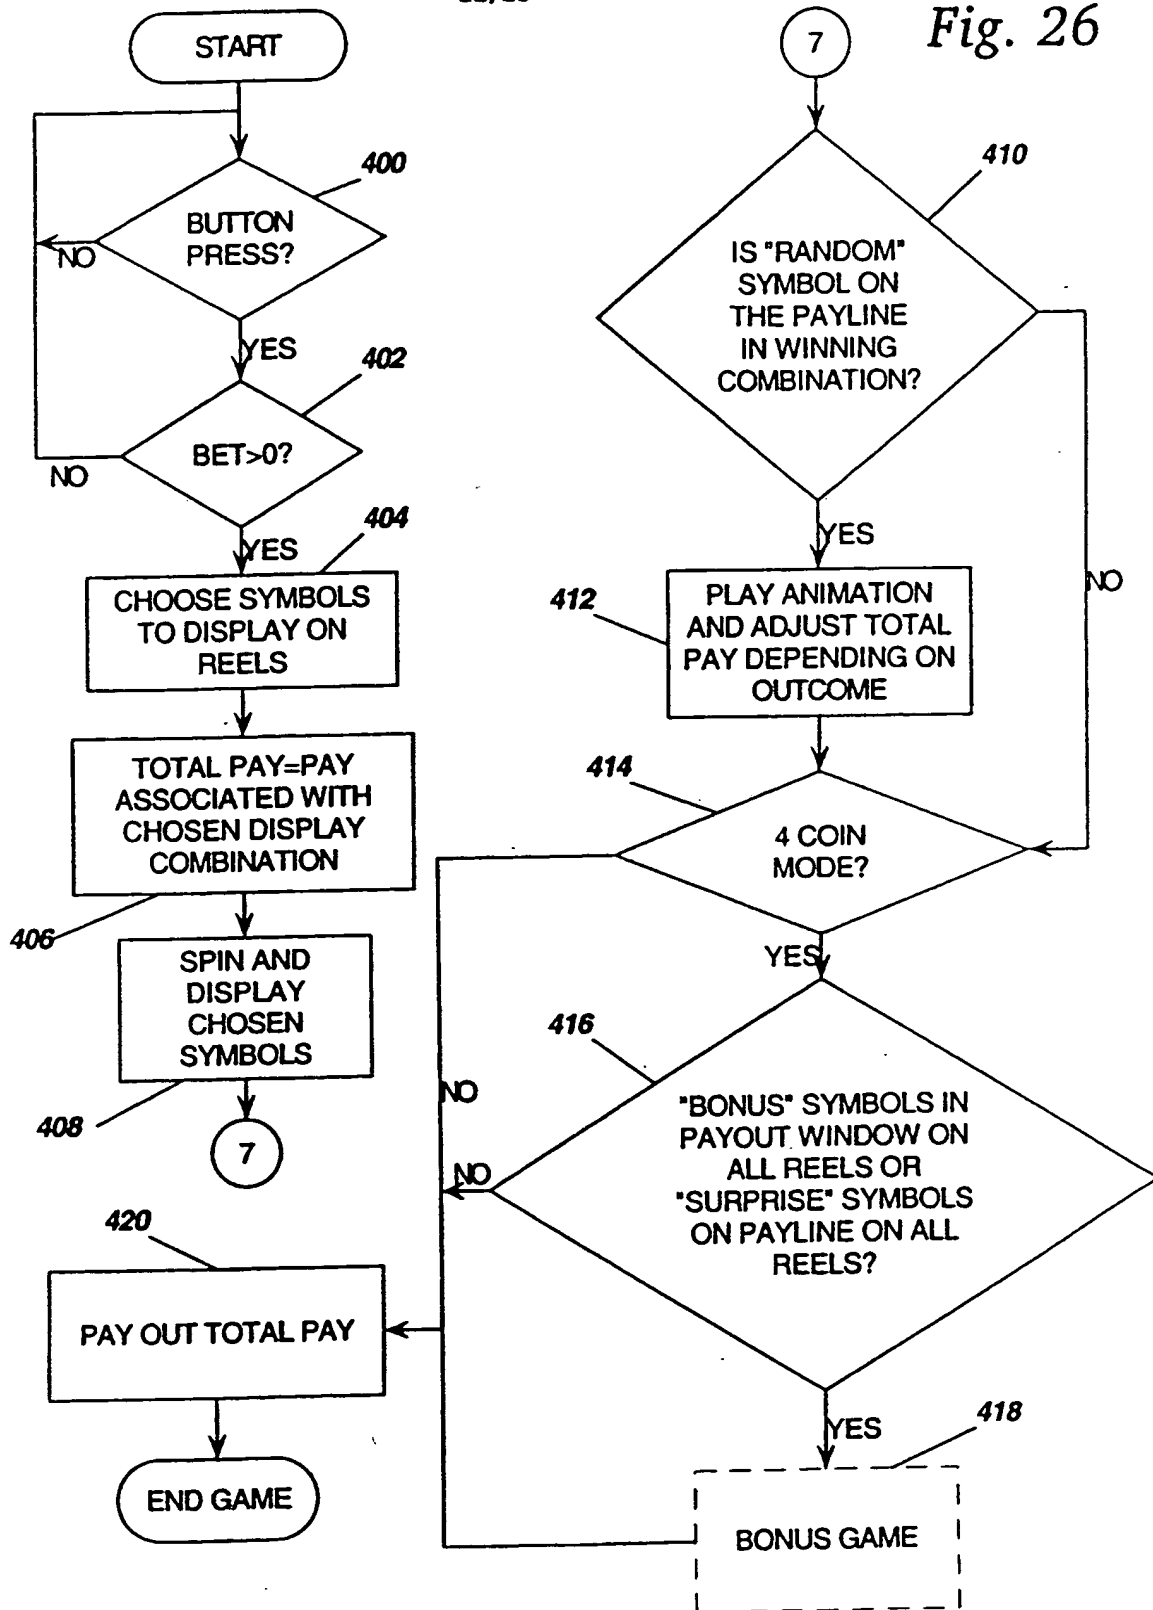 Fig. 26
START
400
BUTTON
PRESS?
NO
YES
402
BET>0?
NO
YES
404
CHOOSE SYMBOLS
TO DISPLAY ON
REELS
TOTAL PAY=PAY
ASSOCIATED WITH
CHOSEN DISPLAY
COMBINATION
406
SPIN AND
DISPLAY
CHOSEN
SYMBOLS
408
7
420
PAY OUT TOTAL PAY
END GAME
7
410
IS "RANDOM"
SYMBOL ON
THE PAYLINE
IN WINNING
COMBINATION?
YES
NO
412
PLAY ANIMATION
AND ADJUST TOTAL
PAY DEPENDING ON
OUTCOME
414
4 COIN
MODE?
YES
NO
416
"BONUS" SYMBOLS IN
PAYOUT WINDOW ON
ALL REELS OR
"SURPRISE" SYMBOLS
ON PAYLINE ON ALL
REELS?
NO
YES
418
BONUS GAME